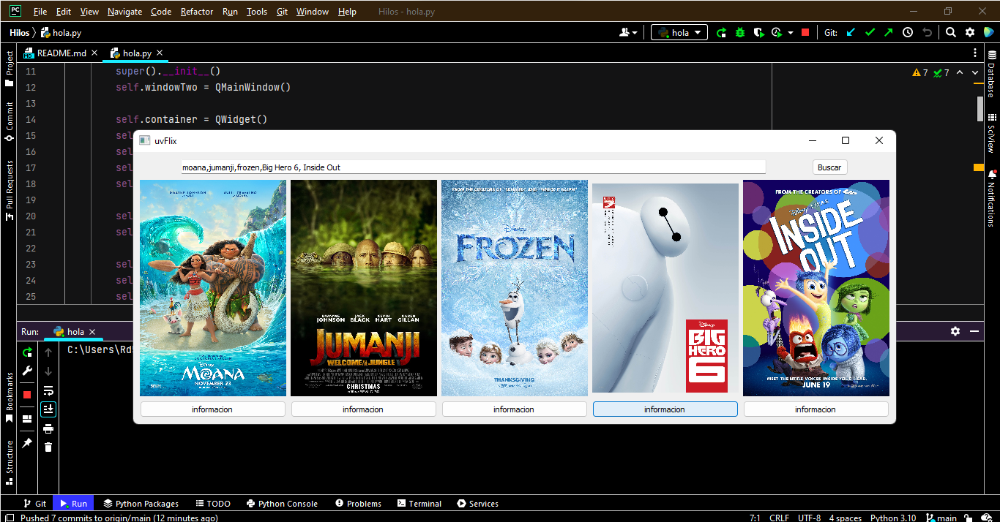 PC File Edit View Navigate Code Refactor Run Tools Git Window Help Hilos - hola.py
Hilos hola.py hola Git:
README.md hola.py
Project
Commit
Pull Requests
Bookmarks
Structure
Database
SciView
Notifications
7 7
11 super().__init__()
12 self.windowTwo = QMainWindow()
13
14 self.container = QWidget()
15 sel
16 sel
17 sel
18 sel
19
20 sel
21 sel
22
23 sel
24 sel
25 sel
uvFlix
moana,jumanji,frozen,Big Hero 6, Inside Out Buscar
DWAYNE JOHNSON
Disney
MOANA
NOVEMBER 23
DWAYNE JOHNSON JACK BLACK KEVIN HART KAREN GILLAN
JUMANJI
WELCOME TO THE JUNGLE
CHRISTMAS
FROM THE CREATORS OF "TANGLED" AND "WRECK-IT RALPH"
Disney
FROZEN
THANKSGIVING
Disney
BIG HERO 6
FROM THE CREATORS OF
Disney PIXAR
INSIDE OUT
MEET THE LITTLE VOICES INSIDE YOUR HEAD.
JUNE 19
informacion informacion informacion informacion informacion
Run: hola
C:\Users\Rd
Git Run Python Packages TODO Python Console Problems Terminal Services
Pushed 7 commits to origin/main (12 minutes ago) 7:1 CRLF UTF-8 4 spaces Python 3.10 main